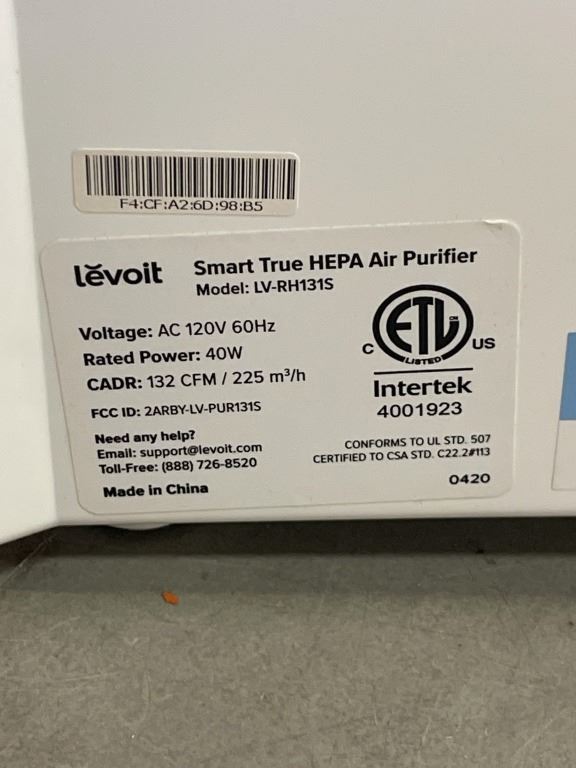 F4:CF:A2:6D:98:B5
lĕvoit
Smart True HEPA Air Purifier
Model: LV-RH131S
Voltage: AC 120V 60Hz
Rated Power: 40W
CADR: 132 CFM / 225 m³/h
FCC ID: 2ARBY-LV-PUR131S
Need any help?
Email: support@levoit.com
Toll-Free: (888) 726-8520
Made in China
ETL CM
LISTED
C US
Intertek
4001923
CONFORMS TO UL STD. 507
CERTIFIED TO CSA STD. C22.2#113
0420